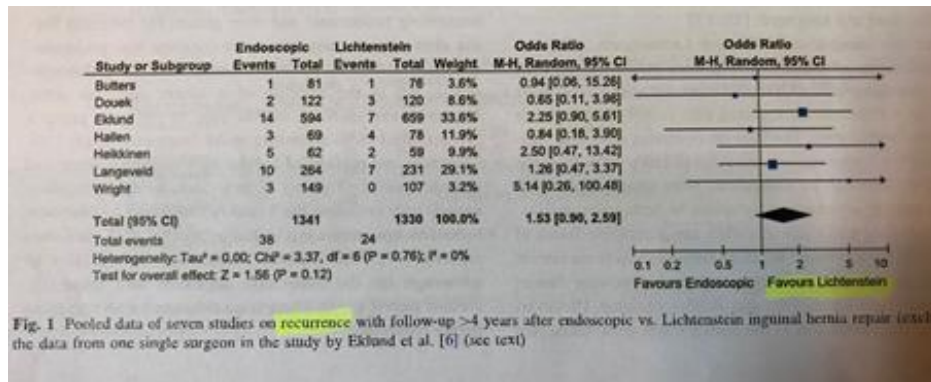 Endoscopic Lichtenstein Odds Ratio Odds Ratio
Study or Subgroup Events Total Events Total Weight M-H, Random, 95% CI M-H, Random, 95% CI
Butters 1 81 1 76 3.6% 0.94 [0.06, 15.26]
Douek 2 122 3 120 8.6% 0.65 [0.11, 3.96]
Eklund 14 594 7 659 33.6% 2.25 [0.90, 5.61]
Hallen 3 69 4 78 11.9% 0.84 [0.18, 3.90]
Heikkinen 5 62 2 59 9.9% 2.50 [0.47, 13.42]
Langeveld 10 264 7 231 29.1% 1.26 [0.47, 3.37]
Wright 3 149 0 107 3.2% 5.14 [0.26, 100.48]
Total (95% CI) 1341 1330 100.0% 1.53 [0.90, 2.59]
Total events 38 24
Heterogeneity: Tau² = 0.00; Chi² = 3.37, df = 6 (P = 0.76); I² = 0%
Test for overall effect: Z = 1.56 (P = 0.12)
0.1 0.2 0.5 1 2 5 10
Favours Endoscopic Favours Lichtenstein
Fig. 1 Pooled data of seven studies on recurrence with follow-up >4 years after endoscopic vs. Lichtenstein inguinal hernia repair (excl
the data from one single surgeon in the study by Eklund et al. [6] (see text)